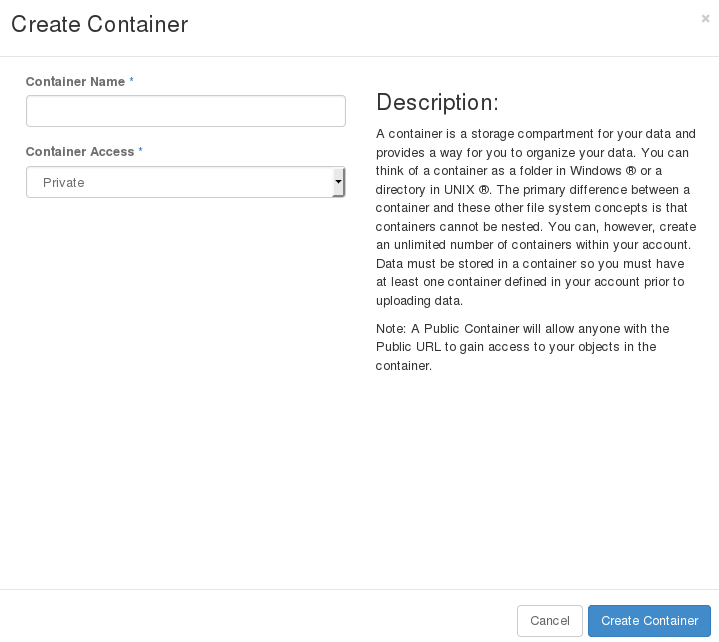 Create Container
×
Container Name *
Container Access *
Private
Description:
A container is a storage compartment for your data and
provides a way for you to organize your data. You can
think of a container as a folder in Windows ® or a
directory in UNIX ®. The primary difference between a
container and these other file system concepts is that
containers cannot be nested. You can, however, create
an unlimited number of containers within your account.
Data must be stored in a container so you must have
at least one container defined in your account prior to
uploading data.
Note: A Public Container will allow anyone with the
Public URL to gain access to your objects in the
container.
Cancel
Create Container